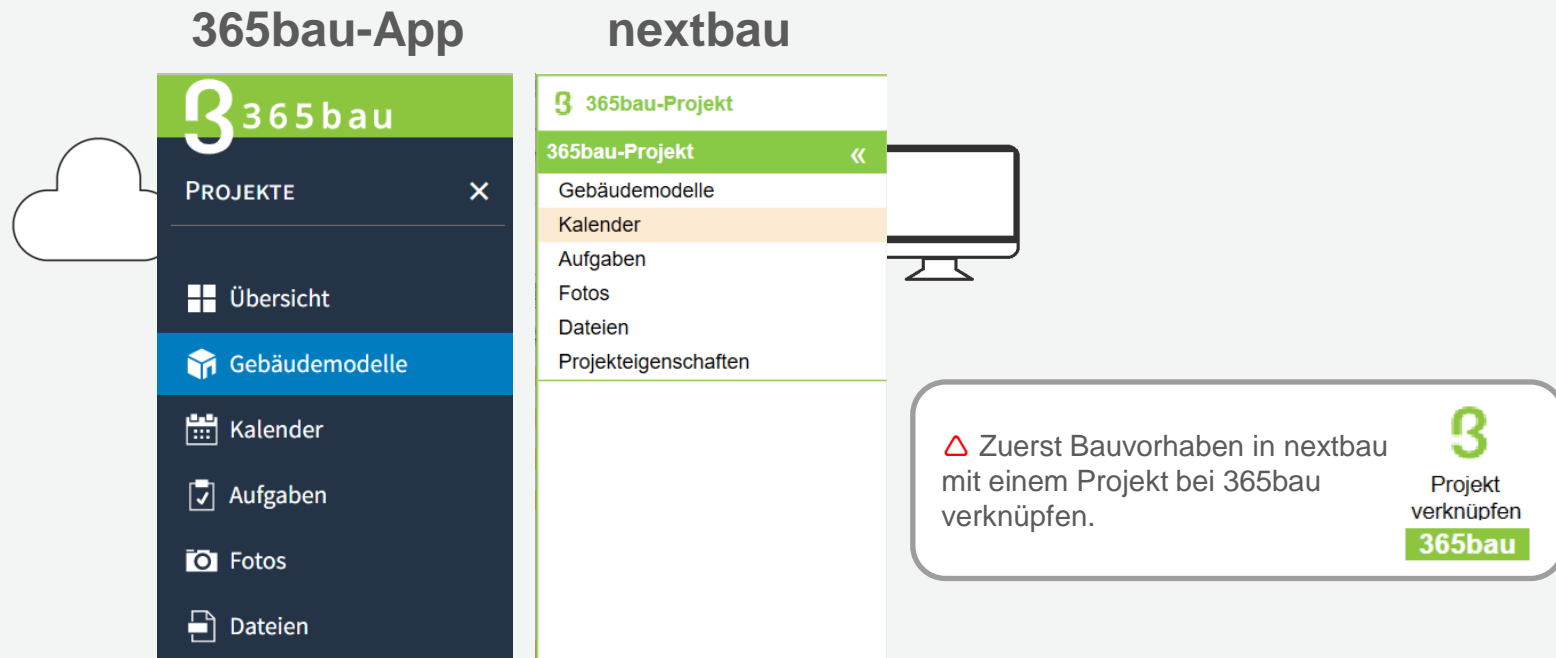 365bau-App
nextbau
365bau
PROJEKTE
Übersicht
Gebäudemodelle
Kalender
Aufgaben
Fotos
Dateien
365bau-Projekt
365bau-Projekt
Gebäudemodelle
Kalender
Aufgaben
Fotos
Dateien
Projekteigenschaften
Zuerst Bauvorhaben in nextbau
mit einem Projekt bei 365bau
verknüpfen.
Projekt
verknüpfen
365bau